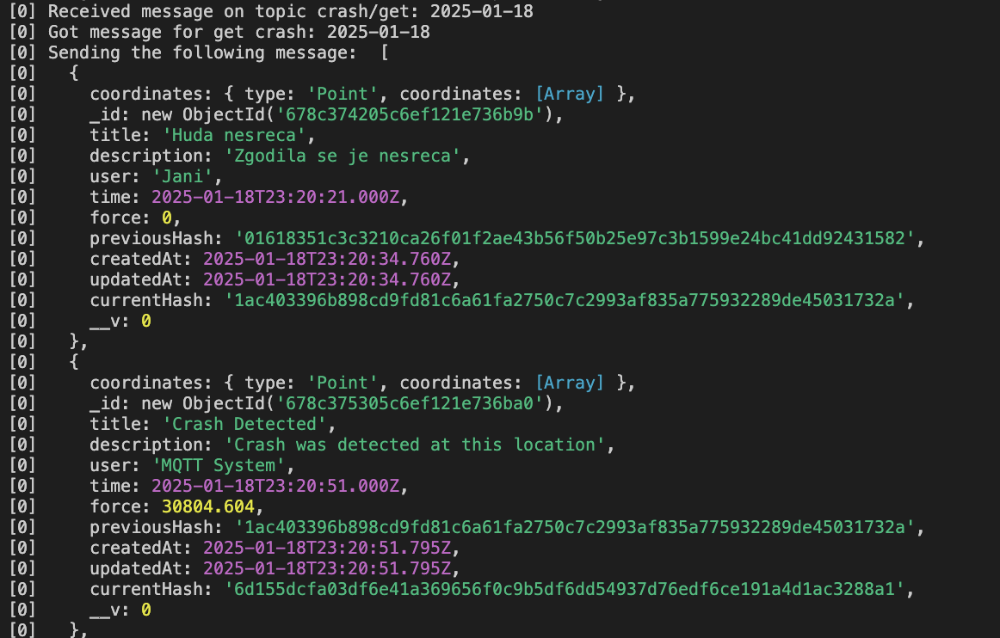 [0] Received message on topic crash/get: 2025-01-18
[0] Got message for get crash: 2025-01-18
[0] Sending the following message:  [
[0]   {
[0]     coordinates: { type: 'Point', coordinates: [Array] },
[0]     _id: new ObjectId('678c374205c6ef121e736b9b'),
[0]     title: 'Huda nesreca',
[0]     description: 'Zgodila se je nesreca',
[0]     user: 'Jani',
[0]     time: 2025-01-18T23:20:21.000Z,
[0]     force: 0,
[0]     previousHash: '01618351c3c3210ca26f01f2ae43b56f50b25e97c3b1599e24bc41dd92431582',
[0]     createdAt: 2025-01-18T23:20:34.760Z,
[0]     updatedAt: 2025-01-18T23:20:34.760Z,
[0]     currentHash: '1ac403396b898cd9fd81c6a61fa2750c7c2993af835a775932289de45031732a',
[0]     __v: 0
[0]   },
[0]   {
[0]     coordinates: { type: 'Point', coordinates: [Array] },
[0]     _id: new ObjectId('678c375305c6ef121e736ba0'),
[0]     title: 'Crash Detected',
[0]     description: 'Crash was detected at this location',
[0]     user: 'MQTT System',
[0]     time: 2025-01-18T23:20:51.000Z,
[0]     force: 30804.604,
[0]     previousHash: '1ac403396b898cd9fd81c6a61fa2750c7c2993af835a775932289de45031732a',
[0]     createdAt: 2025-01-18T23:20:51.795Z,
[0]     updatedAt: 2025-01-18T23:20:51.795Z,
[0]     currentHash: '6d155dcfa03df6e41a369656f0c9b5df6dd54937d76edf6ce191a4d1ac3288a1',
[0]     __v: 0
[0]   },